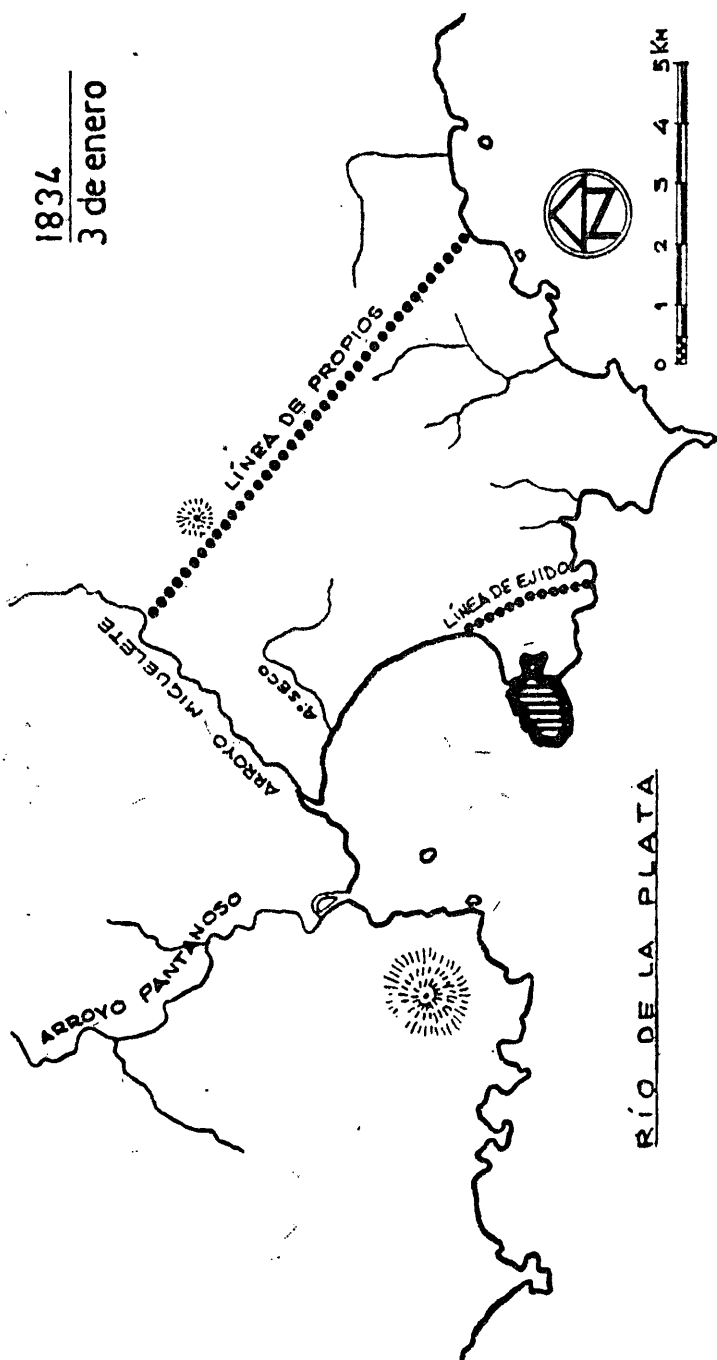 1834
3 de enero
LÍNEA DE PROPIOS
ARROYO MIGUELETE
Aº SECO
LÍNEA DE EJIDO
ARROYO PANTANOSO
RÍO DE LA PLATA
N
0 1 2 3 4 5 KM